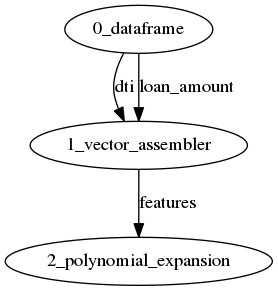 0_dataframe
dti loan_amount
1_vector_assembler
features
2_polynomial_expansion